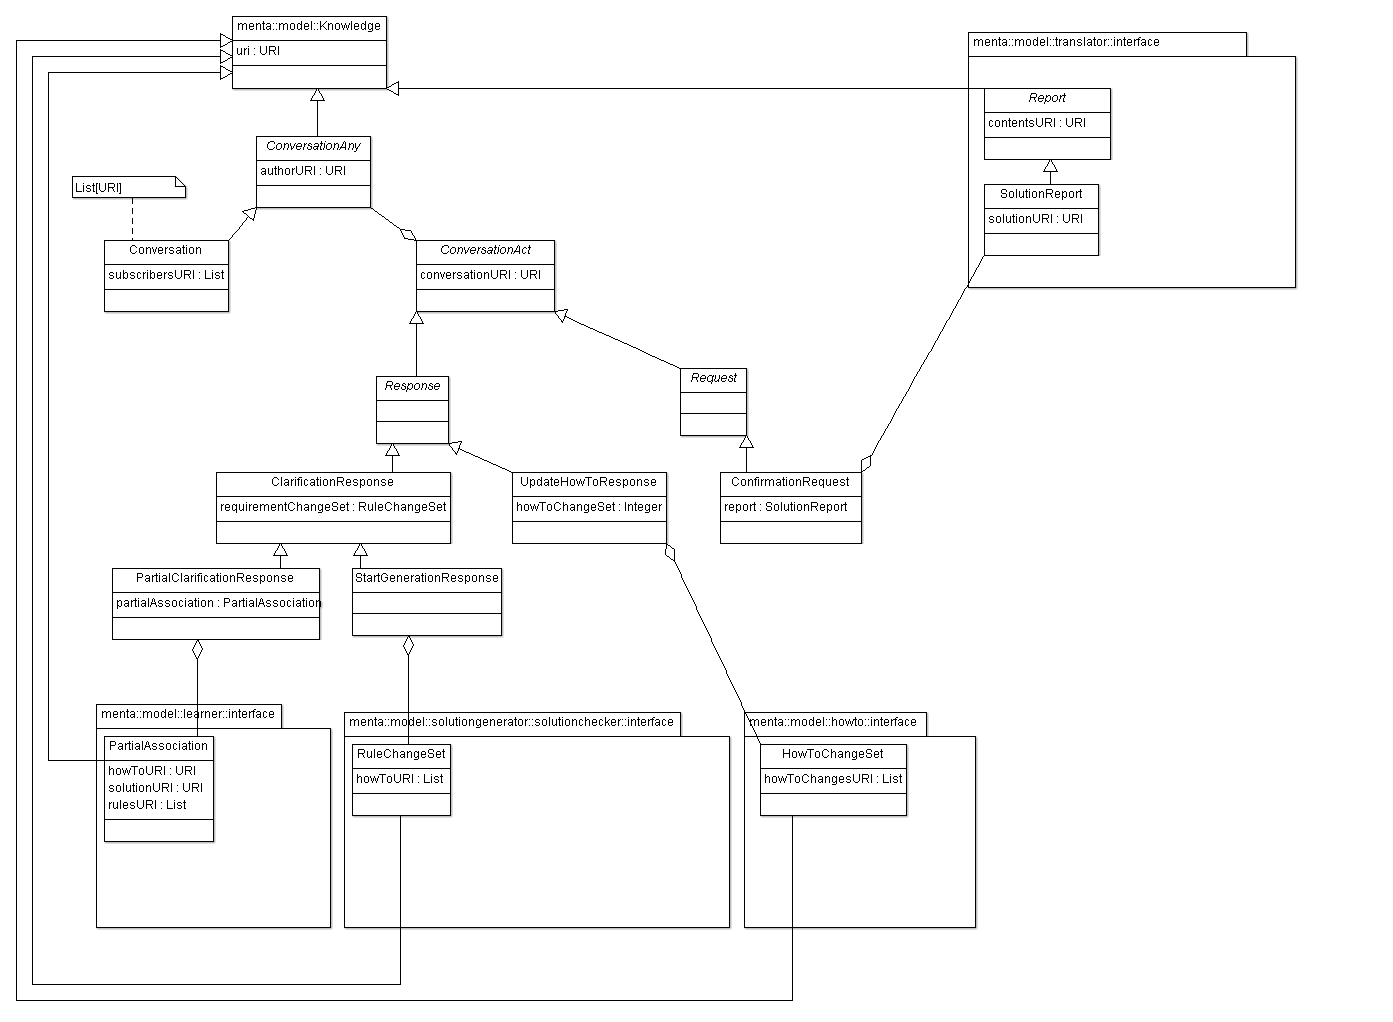 menta::model::Knowledge
uri : URI
menta::model::translator::interface
Report
contentsURI : URI
ConversationAny
authorURI : URI
List[URI]
SolutionReport
solutionURI : URI
Conversation
subscribersURI : List
ConversationAct
conversationURI : URI
Response
Request
ClarificationResponse
requirementChangeSet : RuleChangeSet
UpdateHowToResponse
howToChangeSet : Integer
ConfirmationRequest
report : SolutionReport
PartialClarificationResponse
partialAssociation : PartialAssociation
StartGenerationResponse
menta::model::learner::interface
menta::model::solutiongenerator::solutionchecker::interface
menta::model::howto::interface
PartialAssociation
howToURI : URI
solutionURI : URI
rulesURI : List
RuleChangeSet
howToURI : List
HowToChangeSet
howToChangesURI : List